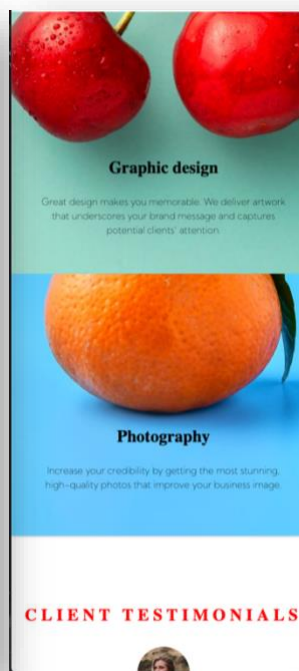 Graphic design
Great design makes you memorable. We deliver artwork
that underscores your brand message and captures
potential clients' attention.
Photography
Increase your credibility by getting the most stunning,
high-quality photos that improve your business image.
CLIENT TESTIMONIALS